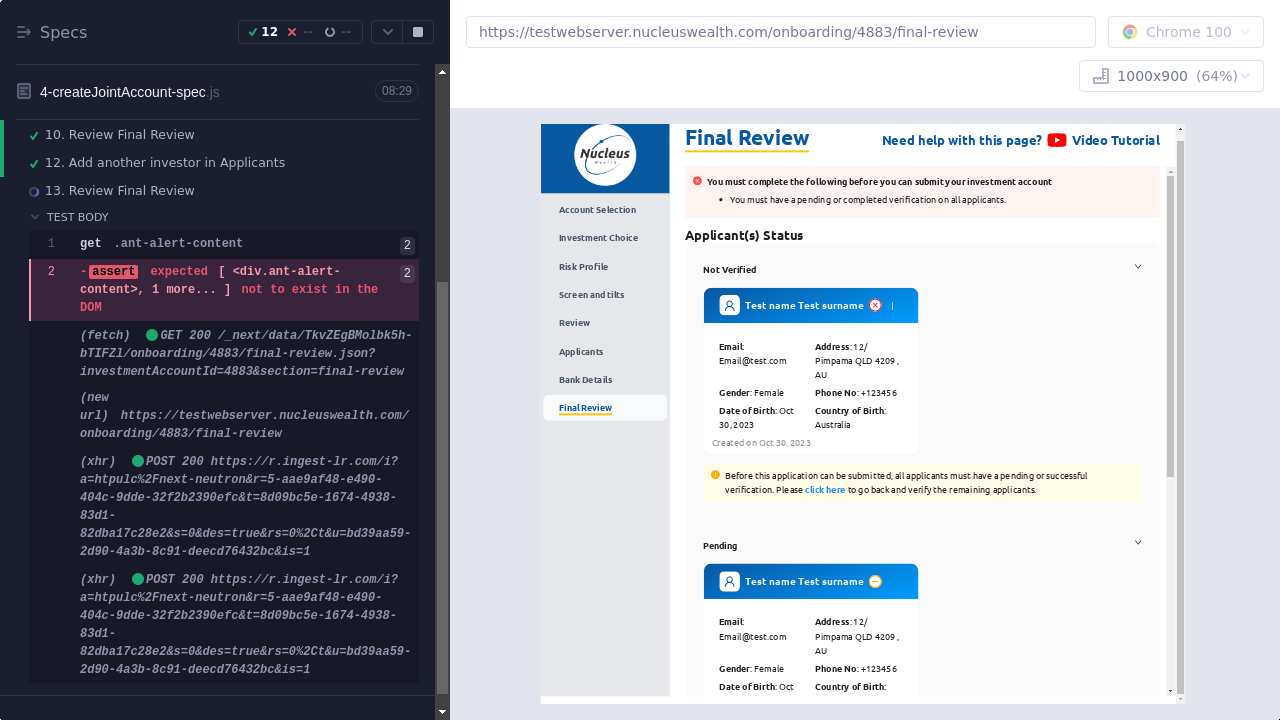 Specs
12
--
--
4-createJointAccount-spec.js
08:29
10. Review Final Review
12. Add another investor in Applicants
13. Review Final Review
TEST BODY
1 get .ant-alert-content 2
2 -assert expected [ <div.ant-alert-
content>, 1 more... ] not to exist in the
DOM
2
(fetch) GET 200 /_next/data/TkvZEgBMolbk5h-
bTIFZl/onboarding/4883/final-review.json?
investmentAccountId=4883&section=final-review
(new
url) https://testwebserver.nucleuswealth.com/
onboarding/4883/final-review
(xhr) POST 200 https://r.ingest-lr.com/i?
a=htpulc%2Fnext-neutron&r=5-aae9af48-e490-
404c-9dde-32f2b2390efc&t=8d09bc5e-1674-4938-
83d1-
82dba17c28e2&s=0&des=true&rs=0%2Ct&u=bd39aa59-
2d90-4a3b-8c91-deecd76432bc&is=1
(xhr) POST 200 https://r.ingest-lr.com/i?
a=htpulc%2Fnext-neutron&r=5-aae9af48-e490-
404c-9dde-32f2b2390efc&t=8d09bc5e-1674-4938-
83d1-
82dba17c28e2&s=0&des=true&rs=0%2Ct&u=bd39aa59-
2d90-4a3b-8c91-deecd76432bc&is=1
https://testwebserver.nucleuswealth.com/onboarding/4883/final-review
Chrome 100
1000x900 (64%)
Nucleus
Wealth
Account Selection
Investment Choice
Risk Profile
Screen and tilts
Review
Applicants
Bank Details
Final Review
Final Review
Need help with this page? Video Tutorial
You must complete the following before you can submity our investment account
• You must have a pending or completed verification on all applicants.
Applicant(s) Status
Not Verified
Test name Test surname |
Email:
Email@test.com
Address: 12/
Pimpama QLD 4209 ,
AU
Gender: Female
Phone No: +123456
Date of Birth: Oct
30, 2023
Country of Birth:
Australia
Created on Oct 30, 2023
Before this application can be submitted, all applicants must have a pending or successful
verification. Please click here to go back and verify the remaining applicants.
Pending
Test name Test surname
Email:
Email@test.com
Address: 12/
Pimpama QLD 4209 ,
AU
Gender: Female
Phone No: +123456
Date of Birth: Oct
Country of Birth: